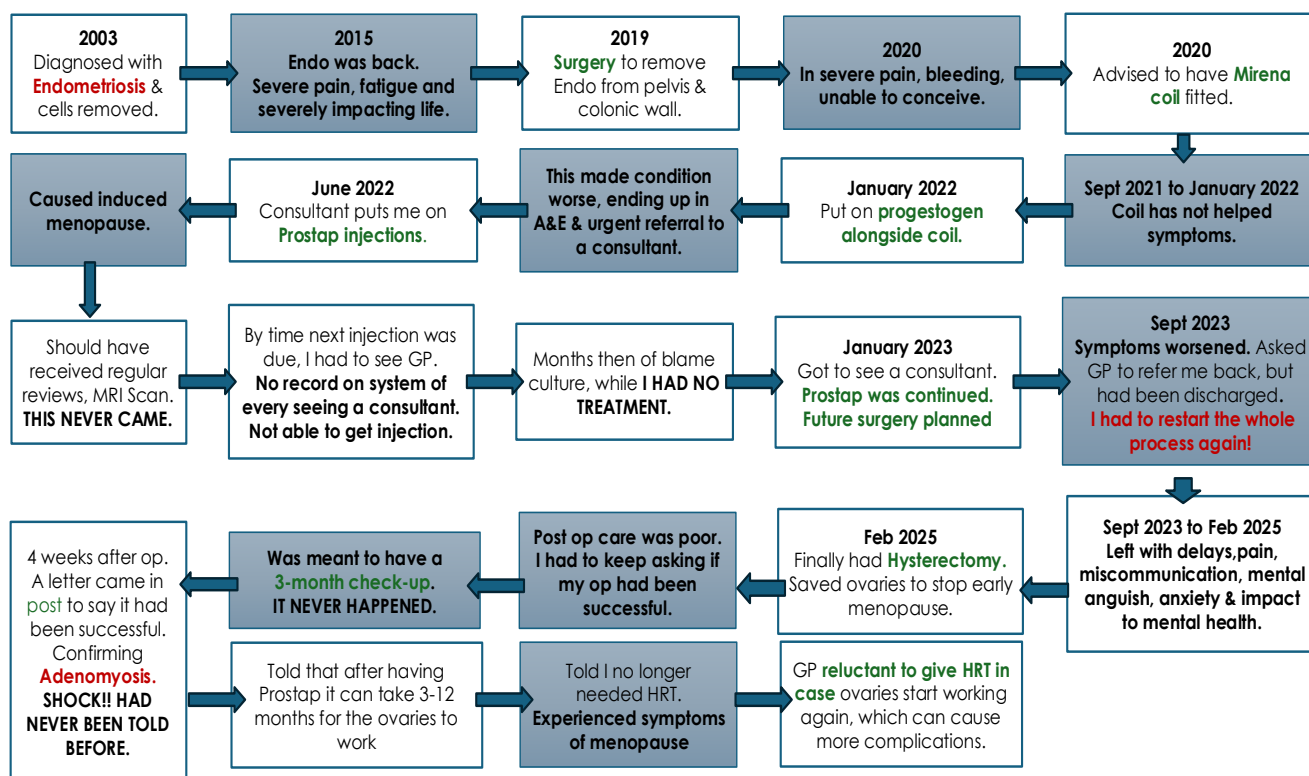 2003
Diagnosed with
Endometriosis &
cells removed.
2015
Endo was back.
Severe pain, fatigue and
severely impacting life.
2019
Surgery to remove
Endo from pelvis &
colonic wall.
2020
In severe pain, bleeding,
unable to conceive.
2020
Advised to have Mirena
coil fitted.
Sept 2021 to January 2022
Coil has not helped
symptoms.
January 2022
Put on progestogen
alongside coil.
This made condition
worse, ending up in
A&E & urgent referral to
a consultant.
June 2022
Consultant puts me on
Prostap injections.
Caused induced
menopause.
Should have
received regular
reviews, MRI Scan.
THIS NEVER CAME.
By time next injection was
due, I had to see GP.
No record on system of
every seeing a consultant.
Not able to get injection.
Months then of blame
culture, while I HAD NO
TREATMENT.
January 2023
Got to see a consultant.
Prostap was continued.
Future surgery planned
Sept 2023
Symptoms worsened. Asked
GP to refer me back, but
had been discharged.
I had to restart the whole
process again!
Sept 2023 to Feb 2025
Left with delays,pain,
miscommunication, mental
anguish, anxiety & impact
to mental health.
Feb 2025
Finally had Hysterectomy.
Saved ovaries to stop early
menopause.
Post op care was poor.
I had to keep asking if
my op had been
successful.
Was meant to have a
3-month check-up.
IT NEVER HAPPENED.
4 weeks after op.
A letter came in
post to say it had
been successful.
Confirming
Adenomyosis.
SHOCK!! HAD
NEVER BEEN TOLD
BEFORE.
Told that after having
Prostap it can take 3-12
months for the ovaries to
work
Told I no longer
needed HRT.
Experienced symptoms
of menopause
GP reluctant to give HRT in
case ovaries start working
again, which can cause
more complications.